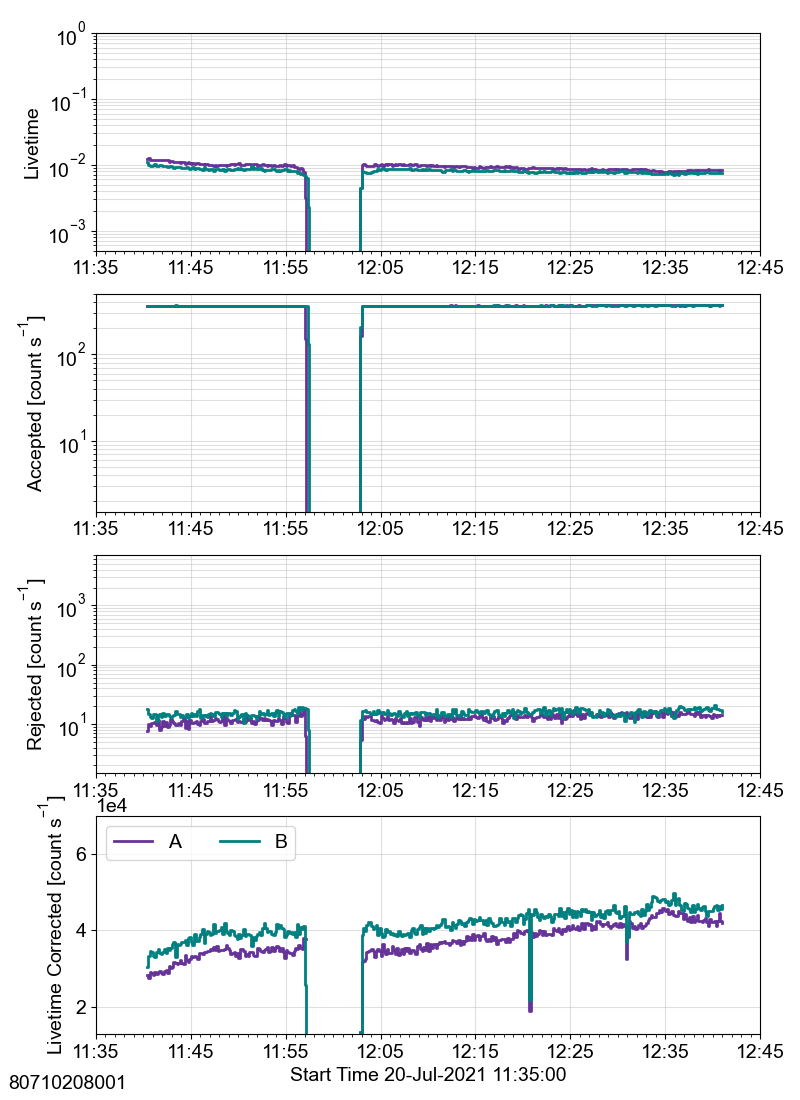 10^0
10^-1
10^-2
10^-3
Livetime
11:35 11:45 11:55 12:05 12:15 12:25 12:35 12:45
10^2
10^1
Accepted [count s^-1]
11:35 11:45 11:55 12:05 12:15 12:25 12:35 12:45
10^3
10^2
10^1
Rejected [count s^-1]
11:35 11:45 11:55 12:05 12:15 12:25 12:35 12:45
1e4
A B
6
4
2
Livetime Corrected [count s^-1]
11:35 11:45 11:55 12:05 12:15 12:25 12:35 12:45
Start Time 20-Jul-2021 11:35:00
80710208001